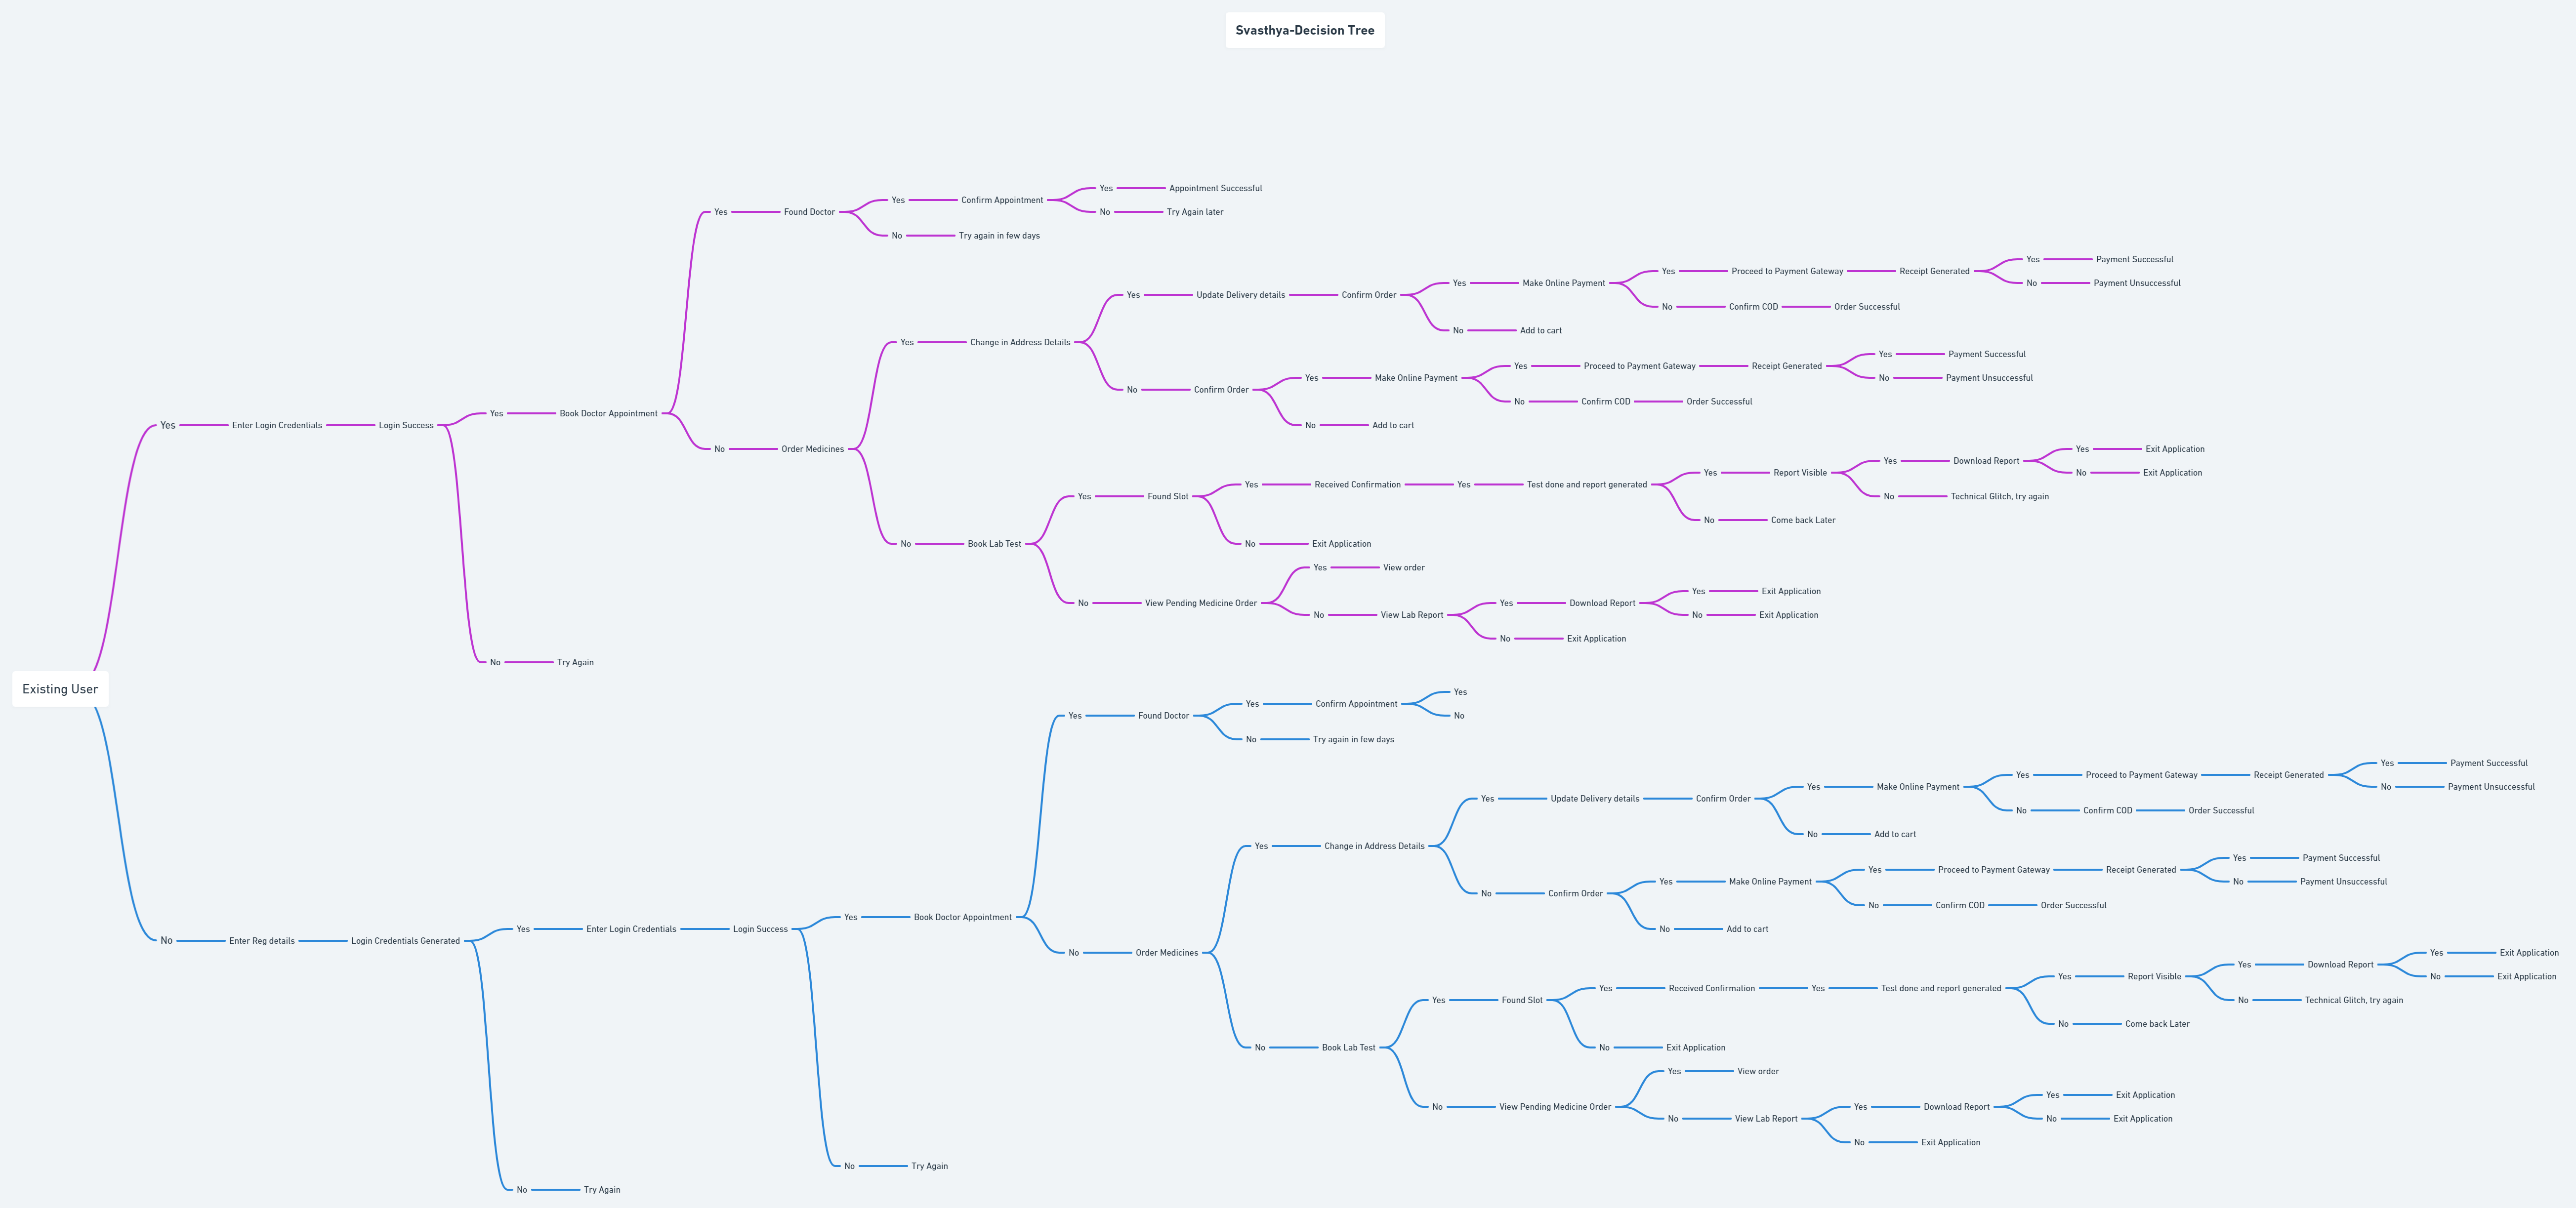 Svasthya-Decision Tree
Existing User
Yes
Enter Login Credentials
Login Success
Yes
Book Doctor Appointment
Yes
Found Doctor
Yes
Confirm Appointment
Yes
Appointment Successful
No
Try Again later
No
Try again in few days
No
Order Medicines
Yes
Change in Address Details
Yes
Update Delivery details
Confirm Order
Yes
Make Online Payment
Yes
Proceed to Payment Gateway
Receipt Generated
Yes
Payment Successful
No
Payment Unsuccessful
No
Confirm COD
Order Successful
No
Add to cart
No
Confirm Order
Yes
Make Online Payment
Yes
Proceed to Payment Gateway
Receipt Generated
Yes
Payment Successful
No
Payment Unsuccessful
No
Confirm COD
Order Successful
No
Add to cart
No
Book Lab Test
Yes
Found Slot
Yes
Received Confirmation
Yes
Test done and report generated
Yes
Report Visible
Yes
Download Report
Yes
Exit Application
No
Exit Application
No
Technical Glitch, try again
No
Come back Later
No
Exit Application
No
View Pending Medicine Order
Yes
View order
No
View Lab Report
Yes
Download Report
Yes
Exit Application
No
Exit Application
No
Exit Application
No
Try Again
No
Enter Reg details
Login Credentials Generated
Yes
Enter Login Credentials
Login Success
Yes
Book Doctor Appointment
Yes
Found Doctor
Yes
Confirm Appointment
Yes
No
No
Try again in few days
No
Order Medicines
Yes
Change in Address Details
Yes
Update Delivery details
Confirm Order
Yes
Make Online Payment
Yes
Proceed to Payment Gateway
Receipt Generated
Yes
Payment Successful
No
Payment Unsuccessful
No
Confirm COD
Order Successful
No
Add to cart
No
Confirm Order
Yes
Make Online Payment
Yes
Proceed to Payment Gateway
Receipt Generated
Yes
Payment Successful
No
Payment Unsuccessful
No
Confirm COD
Order Successful
No
Add to cart
No
Book Lab Test
Yes
Found Slot
Yes
Received Confirmation
Yes
Test done and report generated
Yes
Report Visible
Yes
Download Report
Yes
Exit Application
No
Exit Application
No
Technical Glitch, try again
No
Come back Later
No
Exit Application
No
View Pending Medicine Order
Yes
View order
No
View Lab Report
Yes
Download Report
Yes
Exit Application
No
Exit Application
No
Exit Application
No
Try Again
No
Try Again